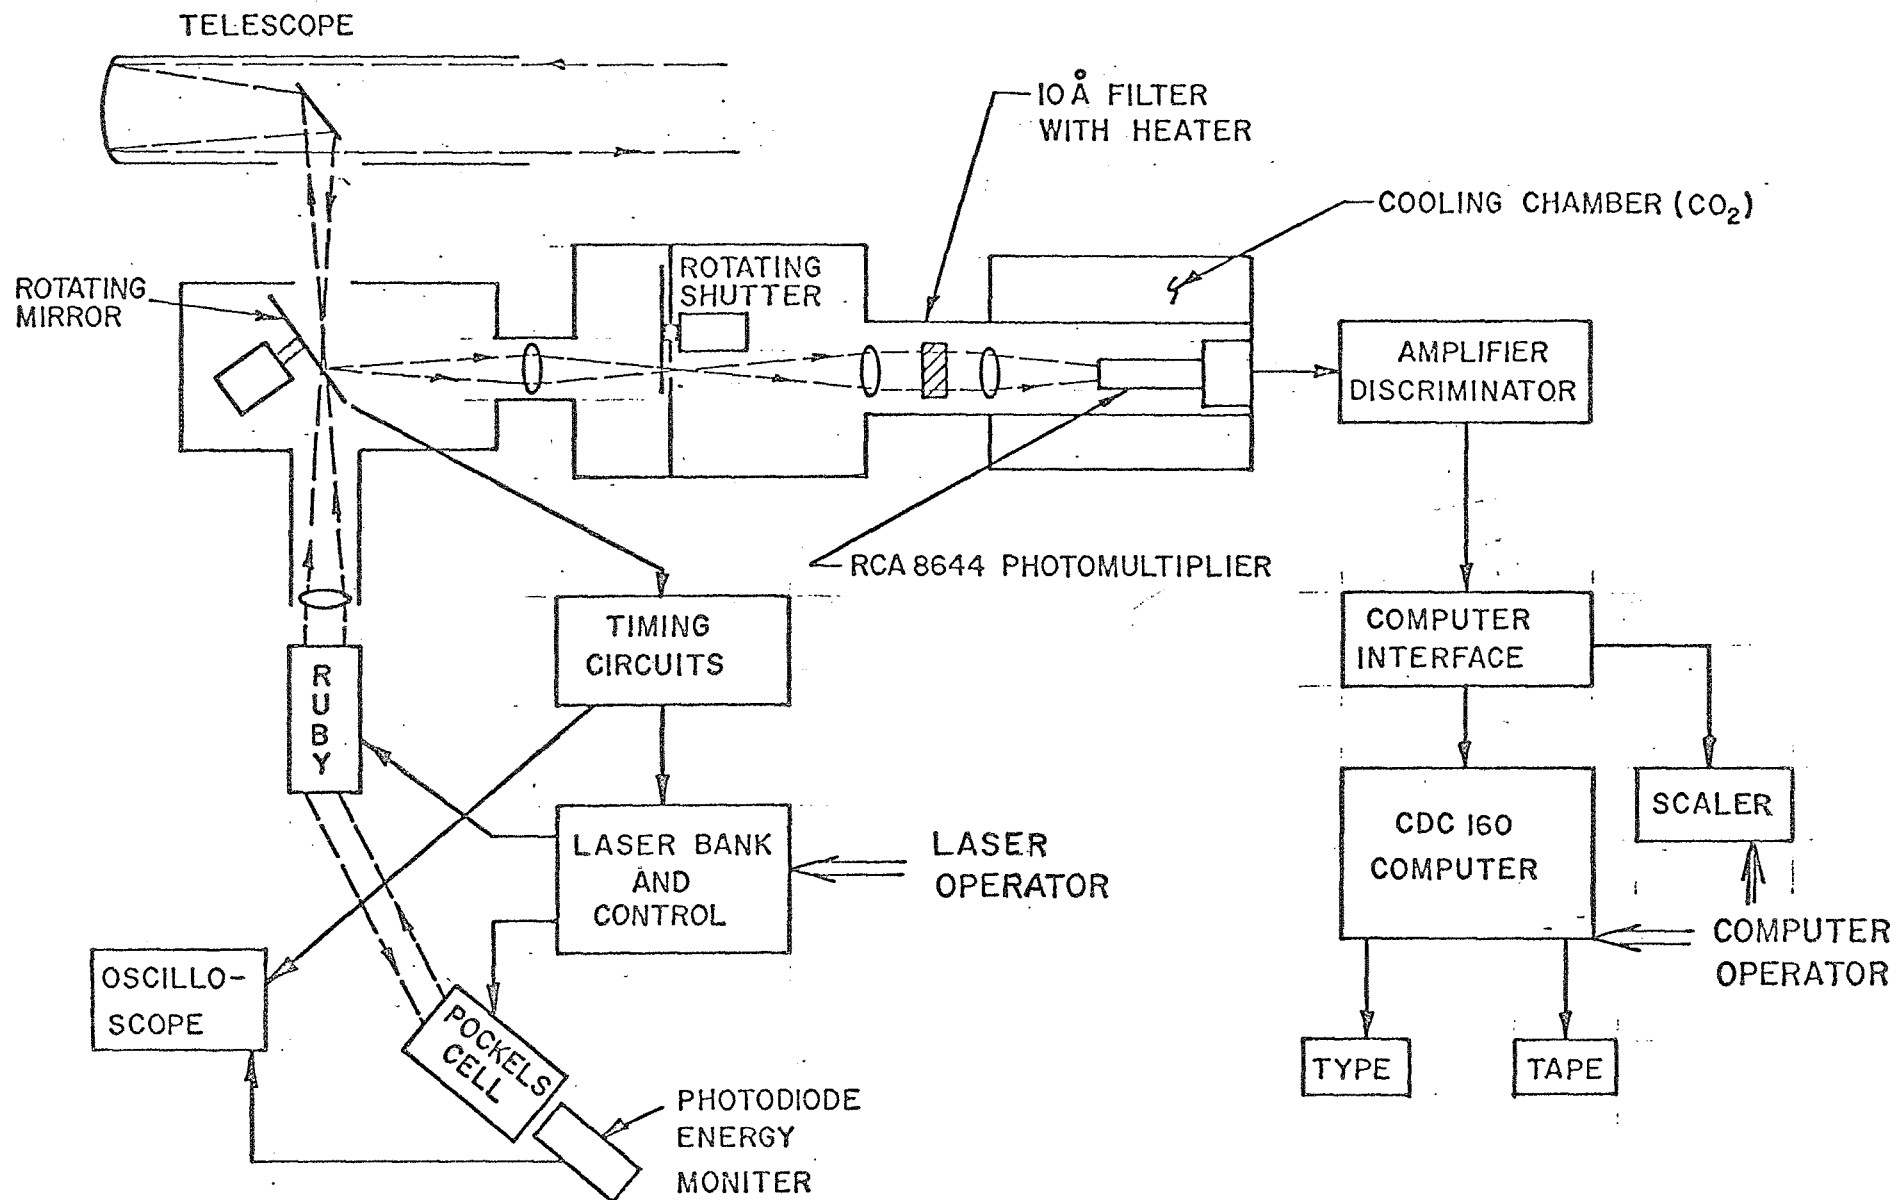 TELESCOPE
10 Å FILTER
WITH HEATER
COOLING CHAMBER (CO₂)
ROTATING
MIRROR
ROTATING
SHUTTER
AMPLIFIER
DISCRIMINATOR
RCA 8644 PHOTOMULTIPLIER
TIMING
CIRCUITS
COMPUTER
INTERFACE
RUBY
LASER BANK
AND
CONTROL
LASER
OPERATOR
CDC 160
COMPUTER
SCALER
COMPUTER
OPERATOR
OSCILLO-
SCOPE
POCKELS
CELL
TYPE
TAPE
PHOTODIODE
ENERGY
MONITER